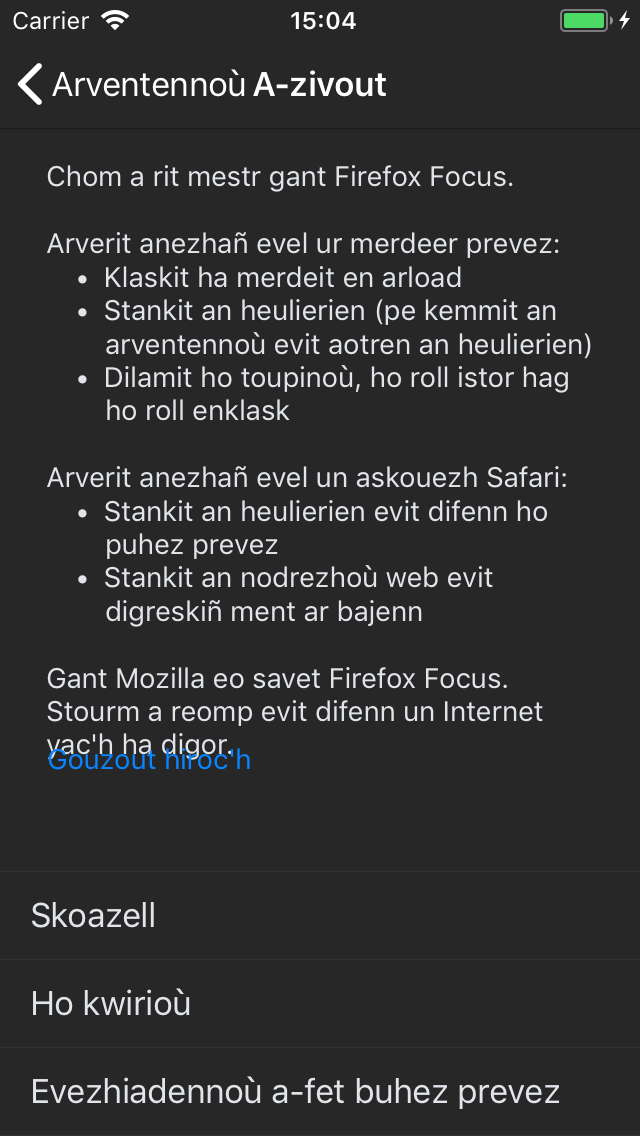 Carrier 15:04
Arventennoù A-zivout
Chom a rit mestr gant Firefox Focus.
Arverit anezhañ evel ur merdeer prevez:
• Klaskit ha merdeit en arload
• Stankit an heulierien (pe kemmit an
arventennoù evit aotren an heulierien)
• Dilamit ho toupinoù, ho roll istor hag
ho roll enklask
Arverit anezhañ evel un askouezh Safari:
• Stankit an heulierien evit difenn ho
puhez prevez
• Stankit an nodrezhoù web evit
digreskiñ ment ar bajenn
Gant Mozilla eo savet Firefox Focus.
Stourm a reomp evit difenn un Internet
yac'h ha digor.
Gouzout hiroc'h
Skoazell
Ho kwirioù
Evezhiadennoù a-fet buhez prevez